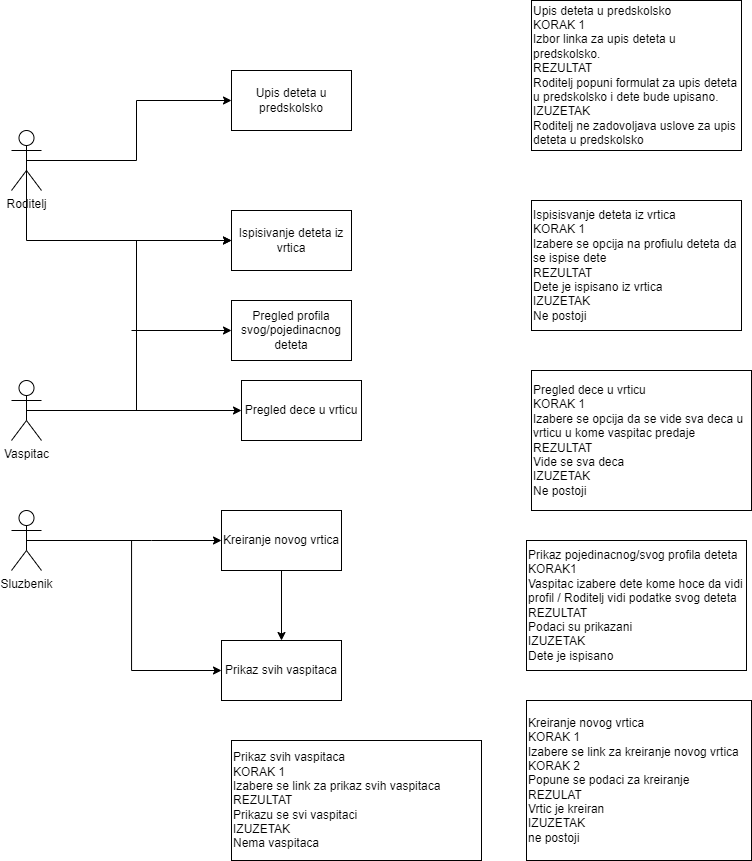 Upis deteta u
predskolsko
Roditelj
Ispisivanje deteta iz
vrtica
Pregled profila
svog/pojedinacnog
deteta
Pregled dece u vrticu
Vaspitac
Kreiranje novog vrtica
Sluzbenik
Prikaz svih vaspitaca
Upis deteta u predskolsko
KORAK 1
Izbor linka za upis deteta u
predskolsko.
REZULTAT
Roditelj popuni formulat za upis deteta
u predskolsko i dete bude upisano.
IZUZETAK
Roditelj ne zadovoljava uslove za upis
deteta u predskolsko
Ispisisvanje deteta iz vrtica
KORAK 1
Izabere se opcija na profiulu deteta da
se ispise dete
REZULTAT
Dete je ispisano iz vrtica
IZUZETAK
Ne postoji
Pregled dece u vrticu
KORAK 1
Izabere se opcija da se vide sva deca u
vrticu u kome vaspitac predaje
REZULTAT
Vide se sva deca
IZUZETAK
Ne postoji
Prikaz pojedinacnog/svog profila deteta
KORAK1
Vaspitac izabere dete kome hoce da vidi
profil / Roditelj vidi podatke svog deteta
REZULTAT
Podaci su prikazani
IZUZETAK
Dete je ispisano
Kreiranje novog vrtica
KORAK 1
Izabere se link za kreiranje novog vrtica
KORAK 2
Popune se podaci za kreiranje
REZULAT
Vrtic je kreiran
IZUZETAK
ne postoji
Prikaz svih vaspitaca
KORAK 1
Izabere se link za prikaz svih vaspitaca
REZULTAT
Prikazu se svi vaspitaci
IZUZETAK
Nema vaspitaca